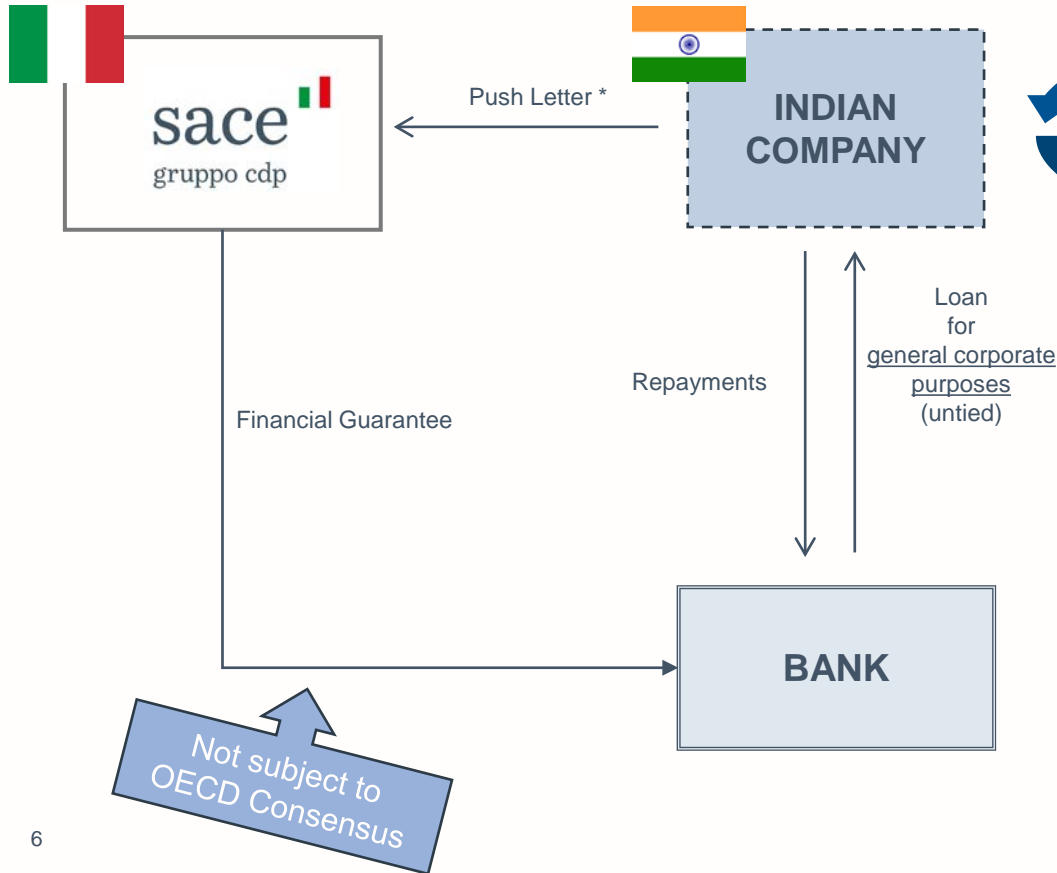 sace
gruppo cdp
Push Letter *
INDIAN
COMPANY
Financial Guarantee
Repayments
Loan
for
general corporate
purposes
(untied)
BANK
Not subject to
OECD Consensus
6